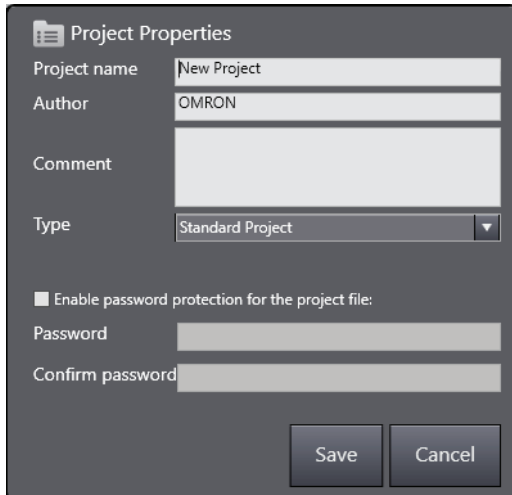 Project Properties
Project name New Project
Author OMRON
Comment
Type Standard Project
Enable password protection for the project file:
Password
Confirm password
Save Cancel